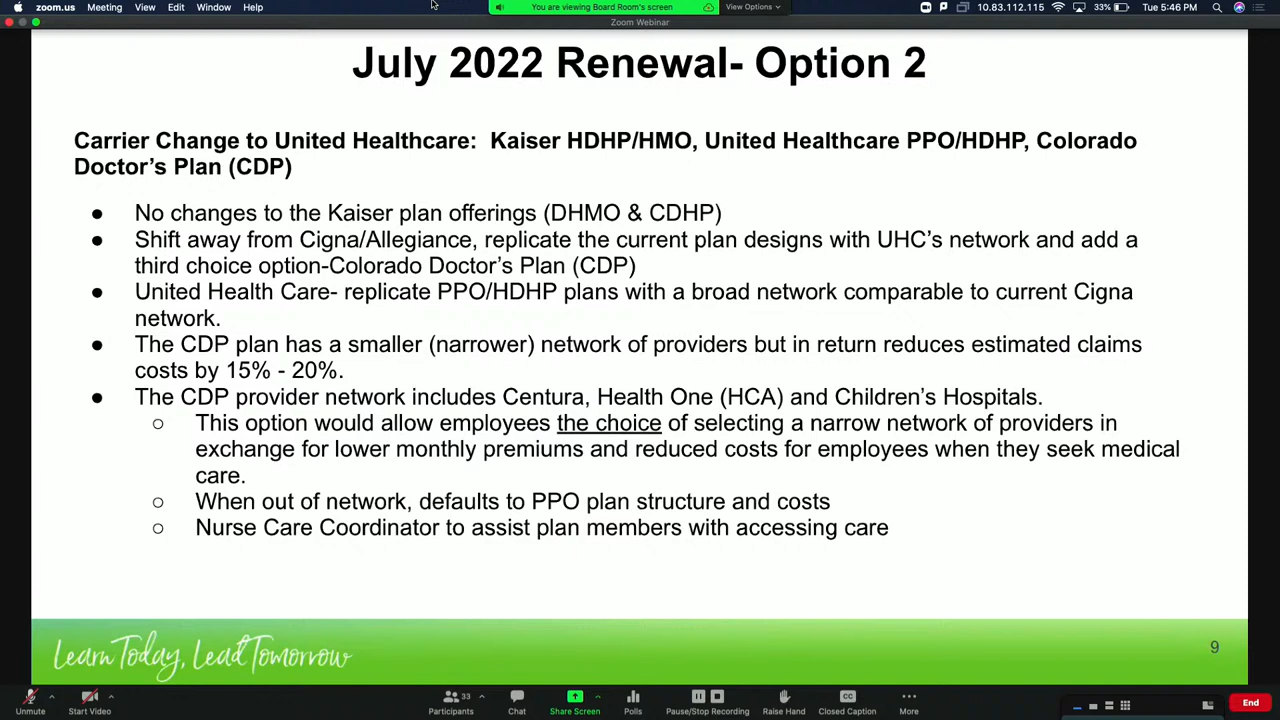 zoom.us Meeting View Edit Window Help
You are viewing Board Room's screen View Options
10.83.112.115 33% Tue 5:46 PM
Zoom Webinar
July 2022 Renewal- Option 2
Carrier Change to United Healthcare: Kaiser HDHP/HMO, United Healthcare PPO/HDHP, Colorado
Doctor's Plan (CDP)
● No changes to the Kaiser plan offerings (DHMO & CDHP)
● Shift away from Cigna/Allegiance, replicate the current plan designs with UHC's network and add a
third choice option-Colorado Doctor's Plan (CDP)
● United Health Care- replicate PPO/HDHP plans with a broad network comparable to current Cigna
network.
● The CDP plan has a smaller (narrower) network of providers but in return reduces estimated claims
costs by 15% - 20%.
● The CDP provider network includes Centura, Health One (HCA) and Children's Hospitals.
○ This option would allow employees the choice of selecting a narrow network of providers in
exchange for lower monthly premiums and reduced costs for employees when they seek medical
care.
○ When out of network, defaults to PPO plan structure and costs
○ Nurse Care Coordinator to assist plan members with accessing care
Learn Today, Lead Tomorrow
9
33
Unmute Start Video Participants Chat Share Screen Polls Pause/Stop Recording Raise Hand Closed Caption More End